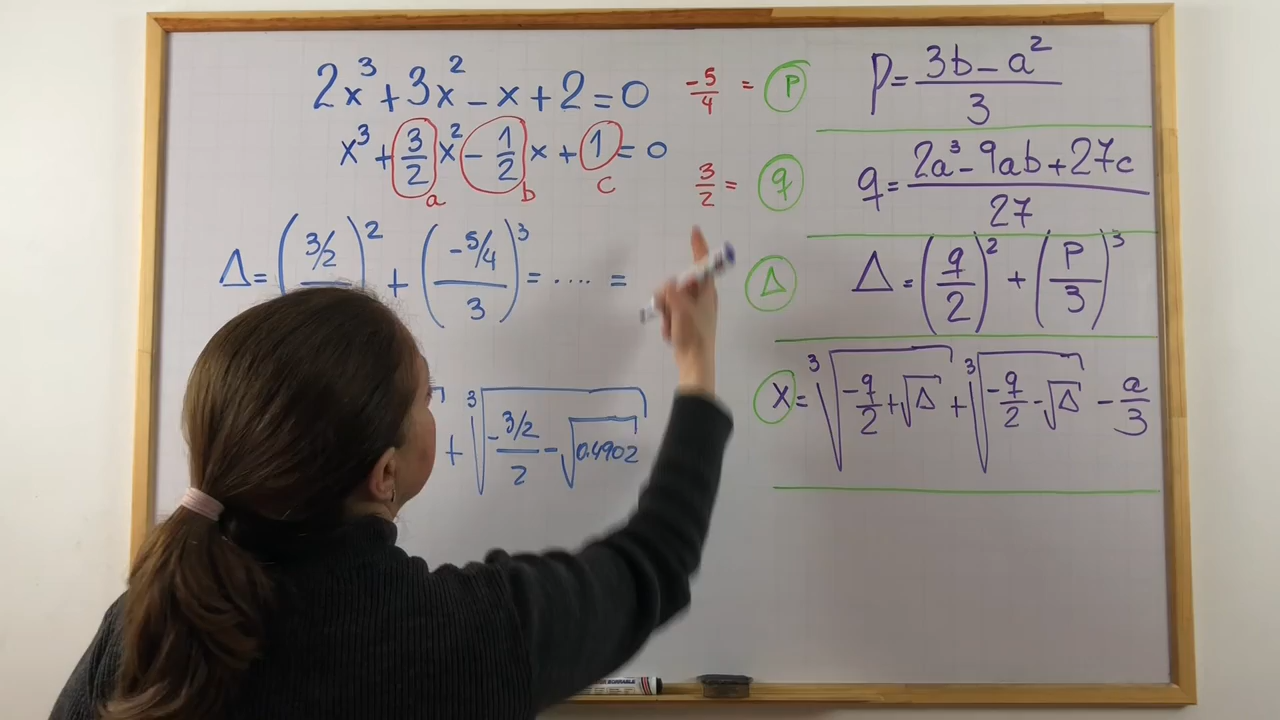 2x³ + 3x² - x + 2 = 0
x³ + 3/2 x² - 1/2 x + 1 = 0
a b c
Δ = (3/2 / )² + (-5/4 / 3)³ = .... =
+ ∛(-3/2 / 2 - √0.4902)
-5/4 = p
3/2 = q
Δ
p = (3b - a²) / 3
q = (2a³ - 9ab + 27c) / 27
Δ = (q/2)² + (p/3)³
x = ∛(-q/2 + √Δ) + ∛(-q/2 - √Δ) - a/3